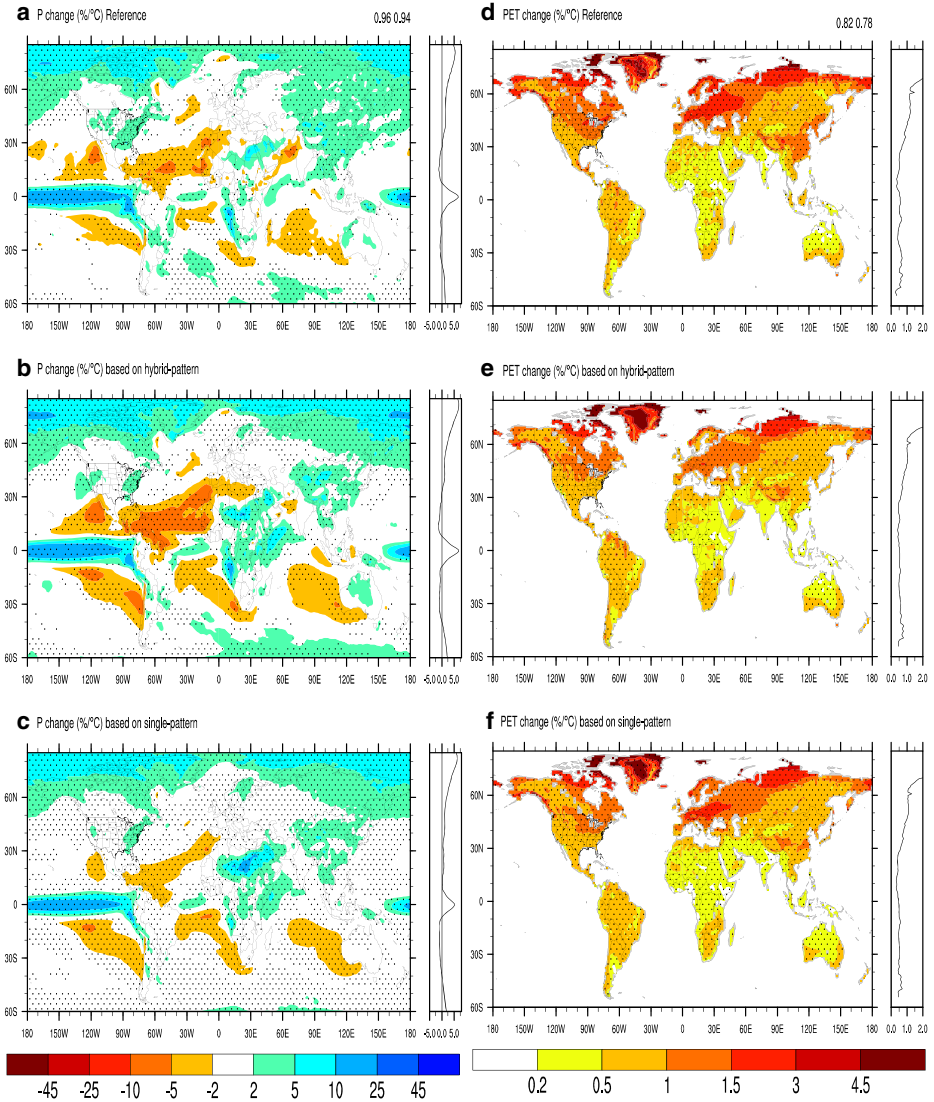 a P change (%/°C) Reference 0.96 0.94
60N
30N
0
30S
60S
180 150W 120W 90W 60W 30W 0 30E 60E 90E 120E 150E 180 -5.0 0.0 5.0
d PET change (%/°C) Reference 0.82 0.78
60N
30N
0
30S
60S
180 150W 120W 90W 60W 30W 0 30E 60E 90E 120E 150E 180 0.0 1.0 2.0
b P change (%/°C) based on hybrid-pattern
60N
30N
0
30S
60S
180 150W 120W 90W 60W 30W 0 30E 60E 90E 120E 150E 180 -5.0 0.0 5.0
e PET change (%/°C) based on hybrid-pattern
60N
30N
0
30S
60S
180 150W 120W 90W 60W 30W 0 30E 60E 90E 120E 150E 180 0.0 1.0 2.0
c P change (%/°C) based on single-pattern
60N
30N
0
30S
60S
180 150W 120W 90W 60W 30W 0 30E 60E 90E 120E 150E 180 -5.0 0.0 5.0
f PET change (%/°C) based on single-pattern
60N
30N
0
30S
60S
180 150W 120W 90W 60W 30W 0 30E 60E 90E 120E 150E 180 0.0 1.0 2.0
-45 -25 -10 -5 -2 2 5 10 25 45
0.2 0.5 1 1.5 3 4.5